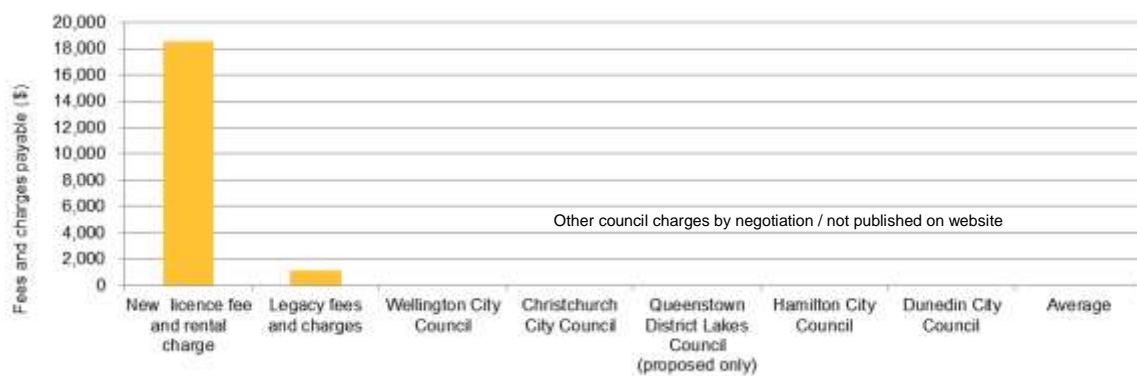 20,000
18,000
16,000
14,000
12,000
10,000
8,000
6,000
4,000
2,000
0
Fees and charges payable ($)
Other council charges by negotiation / not published on website
New licence fee
and rental
charge
Legacy fees
and charges
Wellington City
Council
Christchurch
City Council
Queenstown
District Lakes
Council
(proposed only)
Hamilton City
Council
Dunedin City
Council
Average